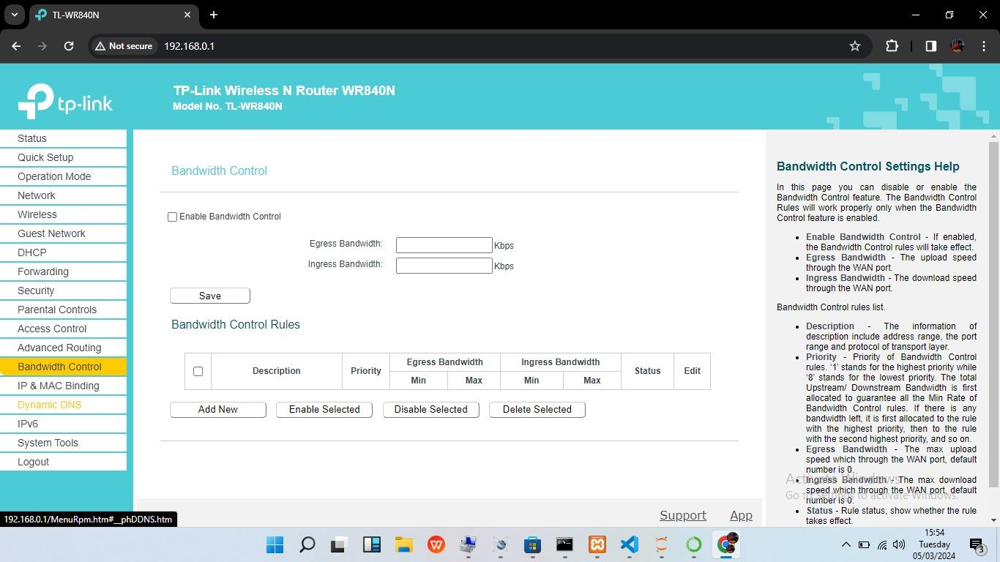 TL-WR840N
Not secure
192.168.0.1
tp-link
TP-Link Wireless N Router WR840N
Model No. TL-WR840N
Status
Quick Setup
Operation Mode
Network
Wireless
Guest Network
DHCP
Forwarding
Security
Parental Controls
Access Control
Advanced Routing
Bandwidth Control
IP & MAC Binding
Dynamic DNS
IPv6
System Tools
Logout
Bandwidth Control
Enable Bandwidth Control
Egress Bandwidth: Kbps
Ingress Bandwidth: Kbps
Save
Bandwidth Control Rules
Description Priority Egress Bandwidth Ingress Bandwidth Status Edit
Min Max Min Max
Add New Enable Selected Disable Selected Delete Selected
Support App
Bandwidth Control Settings Help
In this page you can disable or enable the
Bandwidth Control feature. The Bandwidth Control
Rules will work properly only when the Bandwidth
Control feature is enabled.
• Enable Bandwidth Control - If enabled,
the Bandwidth Control rules will take effect.
• Egress Bandwidth - The upload speed
through the WAN port.
• Ingress Bandwidth - The download speed
through the WAN port.
Bandwidth Control rules list.
• Description - The information of
description include address range, the port
range and protocol of transport layer.
• Priority - Priority of Bandwidth Control
rules. ‘1’ stands for the highest priority while
‘8’ stands for the lowest priority. The total
Upstream/ Downstream Bandwidth is first
allocated to guarantee all the Min Rate of
Bandwidth Control rules. If there is any
bandwidth left, it is first allocated to the rule
with the highest priority, then to the rule
with the second highest priority, and so on.
• Egress Bandwidth - The max upload
speed which through the WAN port, default
number is 0.
• Ingress Bandwidth - The max download
speed which through the WAN port, default
number is 0.
• Status - Rule status, show whether the rule
takes effect.
Activate Windows
Go to Settings to activate Windows.
192.168.0.1/MenuRpm.htm#__phDDNS.htm
15:54
Tuesday
05/03/2024
3